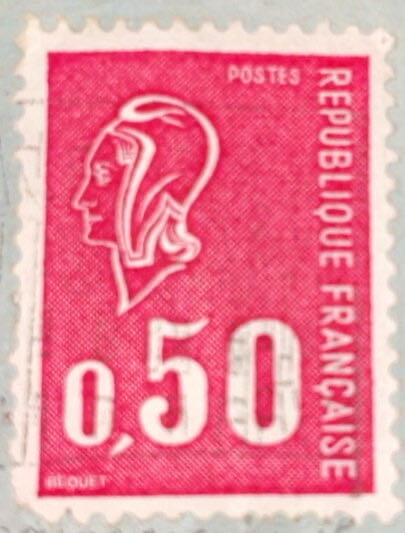 POSTES
REPUBLIQUE FRANÇAISE
0,50
BEQUET